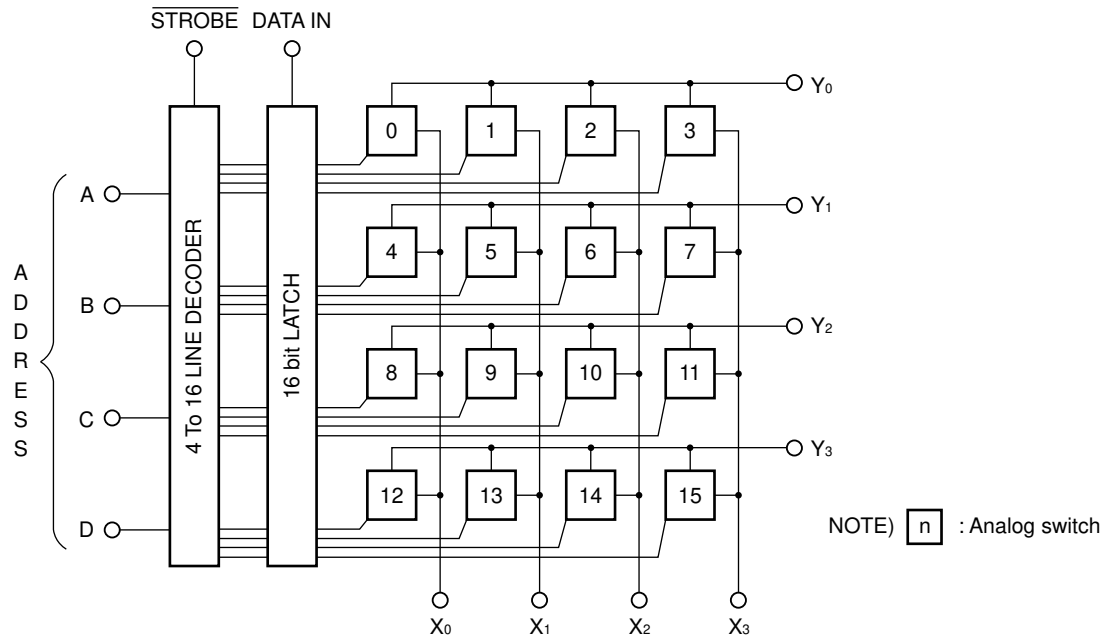 STROBE DATA IN
Y0
0 1 2 3
A
Y1
4 5 6 7
B
ADDRESS
4 To 16 LINE DECODER
16 bit LATCH
Y2
8 9 10 11
C
Y3
12 13 14 15
D
NOTE) n : Analog switch
X0 X1 X2 X3